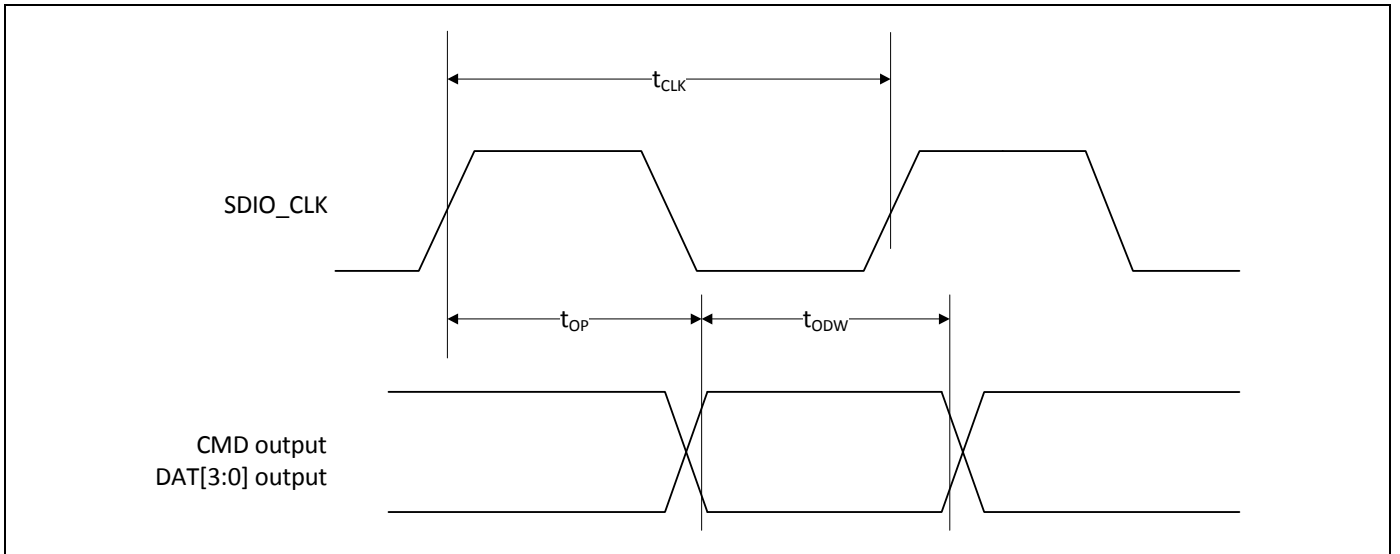 tCLK
SDIO_CLK
tOP
tODW
CMD output
DAT[3:0] output